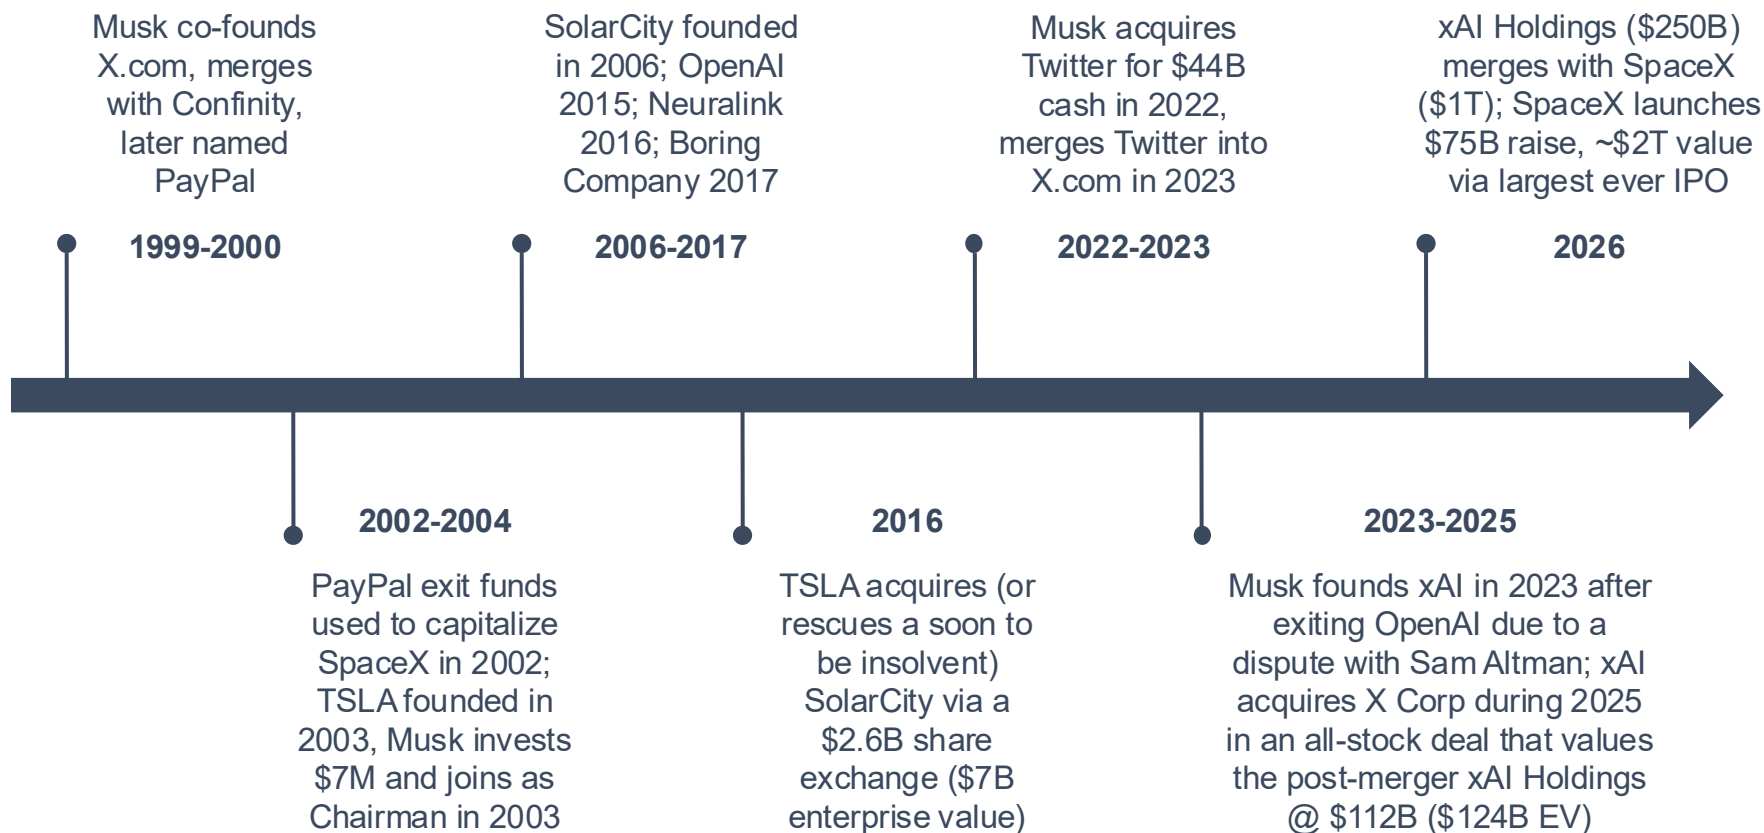 Musk co-founds
X.com, merges
with Confinity,
later named
PayPal
1999-2000
SolarCity founded
in 2006; OpenAI
2015; Neuralink
2016; Boring
Company 2017
2006-2017
Musk acquires
Twitter for $44B
cash in 2022,
merges Twitter into
X.com in 2023
2022-2023
xAI Holdings ($250B)
merges with SpaceX
($1T); SpaceX launches
$75B raise, ~$2T value
via largest ever IPO
2026
2002-2004
PayPal exit funds
used to capitalize
SpaceX in 2002;
TSLA founded in
2003, Musk invests
$7M and joins as
Chairman in 2003
2016
TSLA acquires (or
rescues a soon to
be insolvent)
SolarCity via a
$2.6B share
exchange ($7B
enterprise value)
2023-2025
Musk founds xAI in 2023 after
exiting OpenAI due to a
dispute with Sam Altman; xAI
acquires X Corp during 2025
in an all-stock deal that values
the post-merger xAI Holdings
@ $112B ($124B EV)